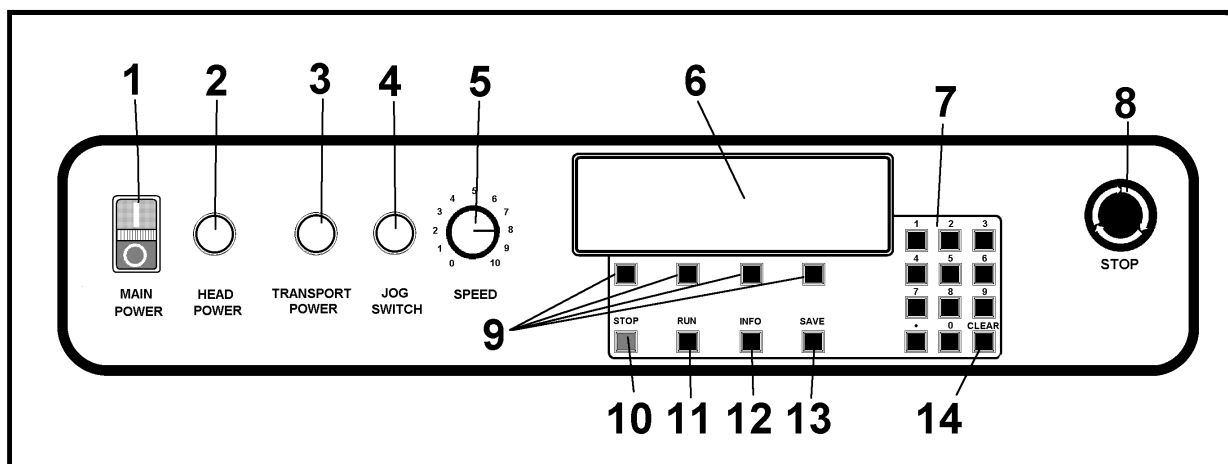 1 2 3 4 5 6 7 8
5
4 6
3 7
2 8
1 9
0 10
MAIN POWER
HEAD POWER
TRANSPORT POWER
JOG SWITCH
SPEED
1 2 3
4 5 6
7 8 9
• 0 CLEAR
STOP
9
STOP RUN INFO SAVE
10 11 12 13 14